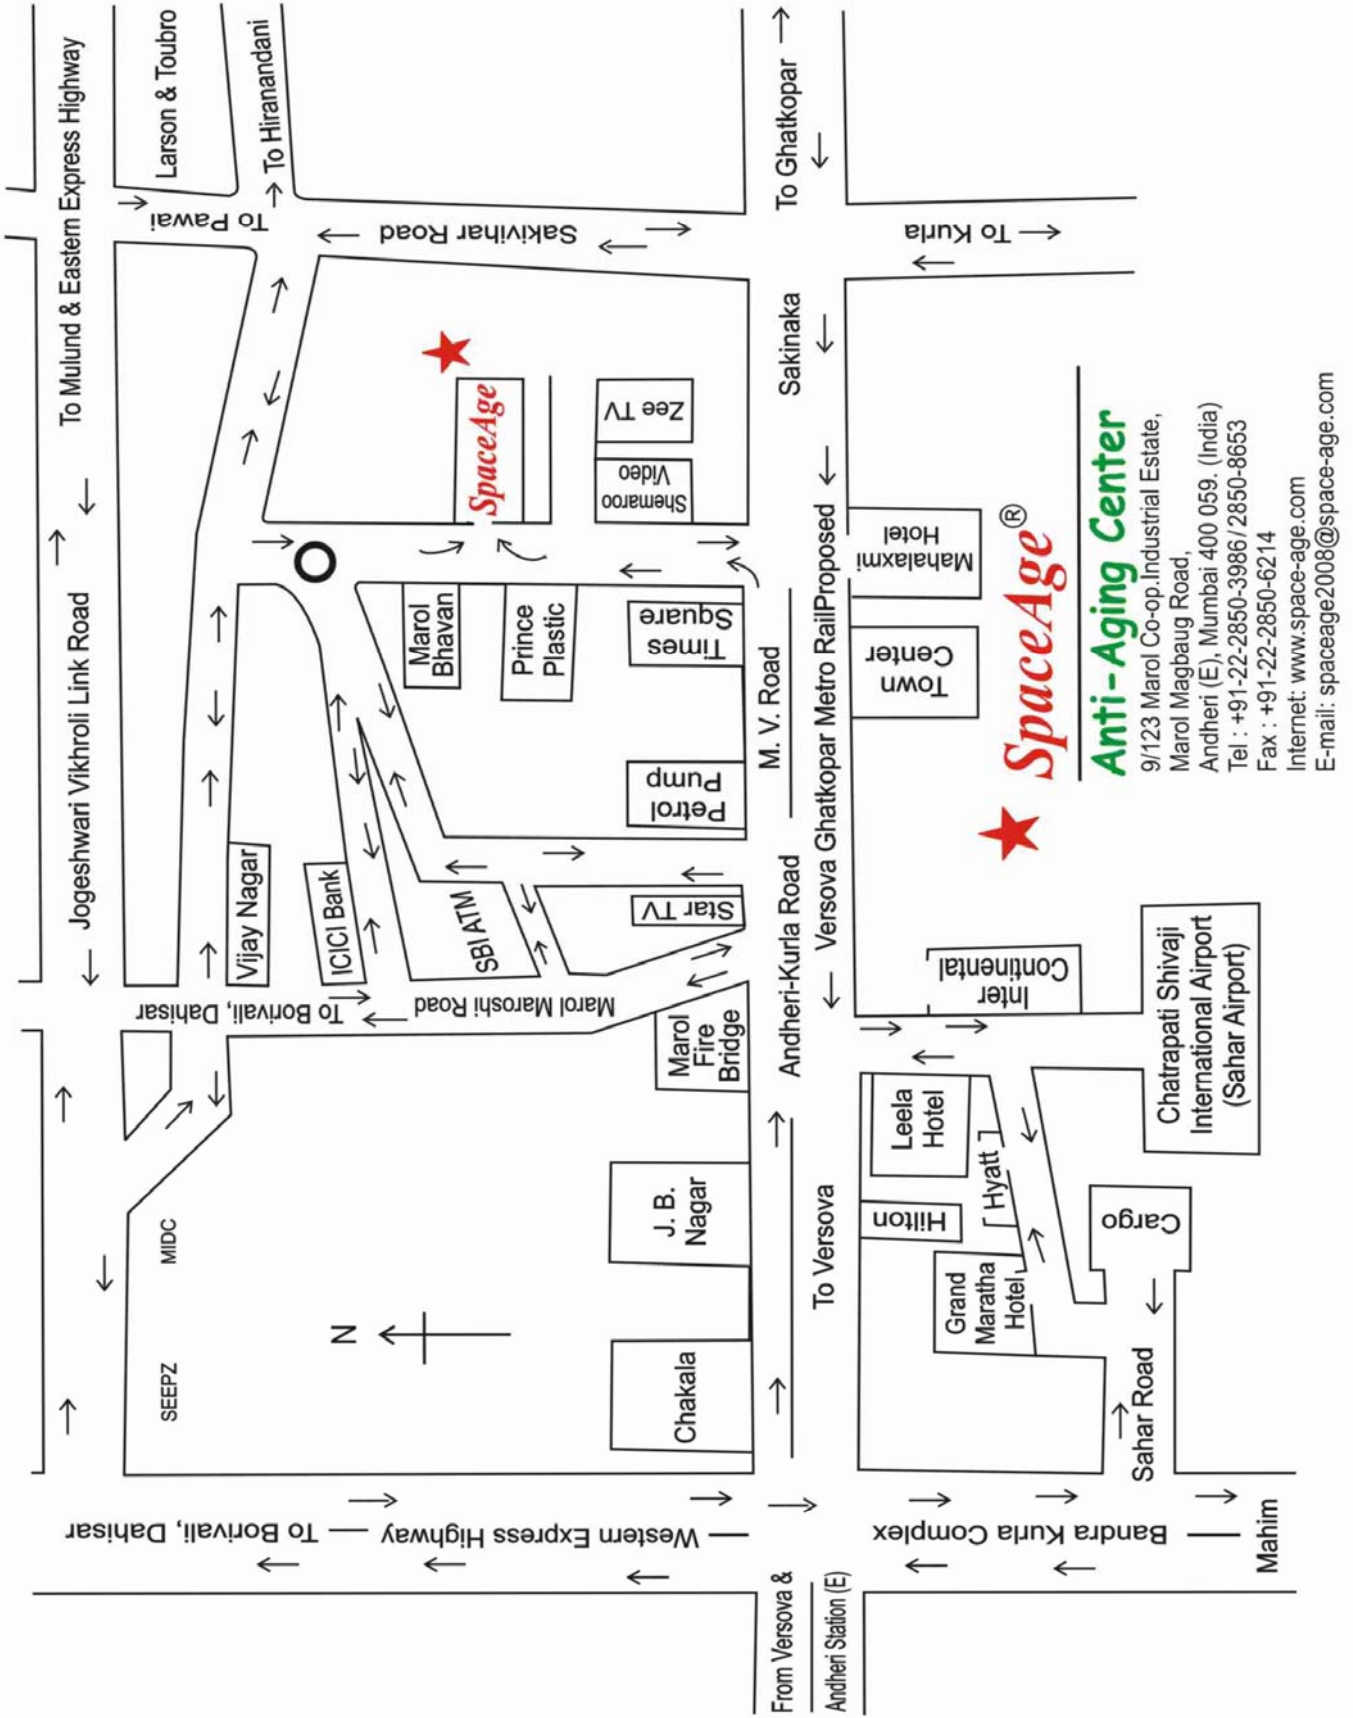 To Mulund & Eastern Express Highway
Jogeshwari Vikhroli Link Road
Larson & Toubro
To Hiranandani
To Pawai
Sakivihar Road
To Ghatkopar
To Kurla
Sakinaka
SpaceAge
Zee TV
Shemaroo
Video
Marol
Bhavan
Prince
Plastic
Times
Square
Petrol
Pump
M. V. Road
Versova Ghatkopar Metro RailProposed
Mahalaxmi
Hotel
Town
Center
Vijay Nagar
ICICI Bank
SBI ATM
Star TV
Andheri-Kurla Road
To Borivali, Dahisar
Marol Maroshi Road
Marol
Fire
Bridge
Inter
Continental
Chatrapati Shivaji
International Airport
(Sahar Airport)
Leela
Hotel
Hyatt
Hilton
Grand
Maratha
Hotel
Cargo
Sahar Road
J. B.
Nagar
Chakala
To Versova
MIDC
SEEPZ
N
To Borivali, Dahisar
Western Express Highway
Bandra Kurla Complex
Mahim
From Versova &
Andheri Station (E)
SpaceAge®
Anti-Aging Center
9/123 Marol Co-op.Industrial Estate,
Marol Magbaug Road,
Andheri (E), Mumbai 400 059. (India)
Tel : +91-22-2850-3986/2850-8653
Fax : +91-22-2850-6214
Internet: www.space-age.com
E-mail: spaceage2008@space-age.com